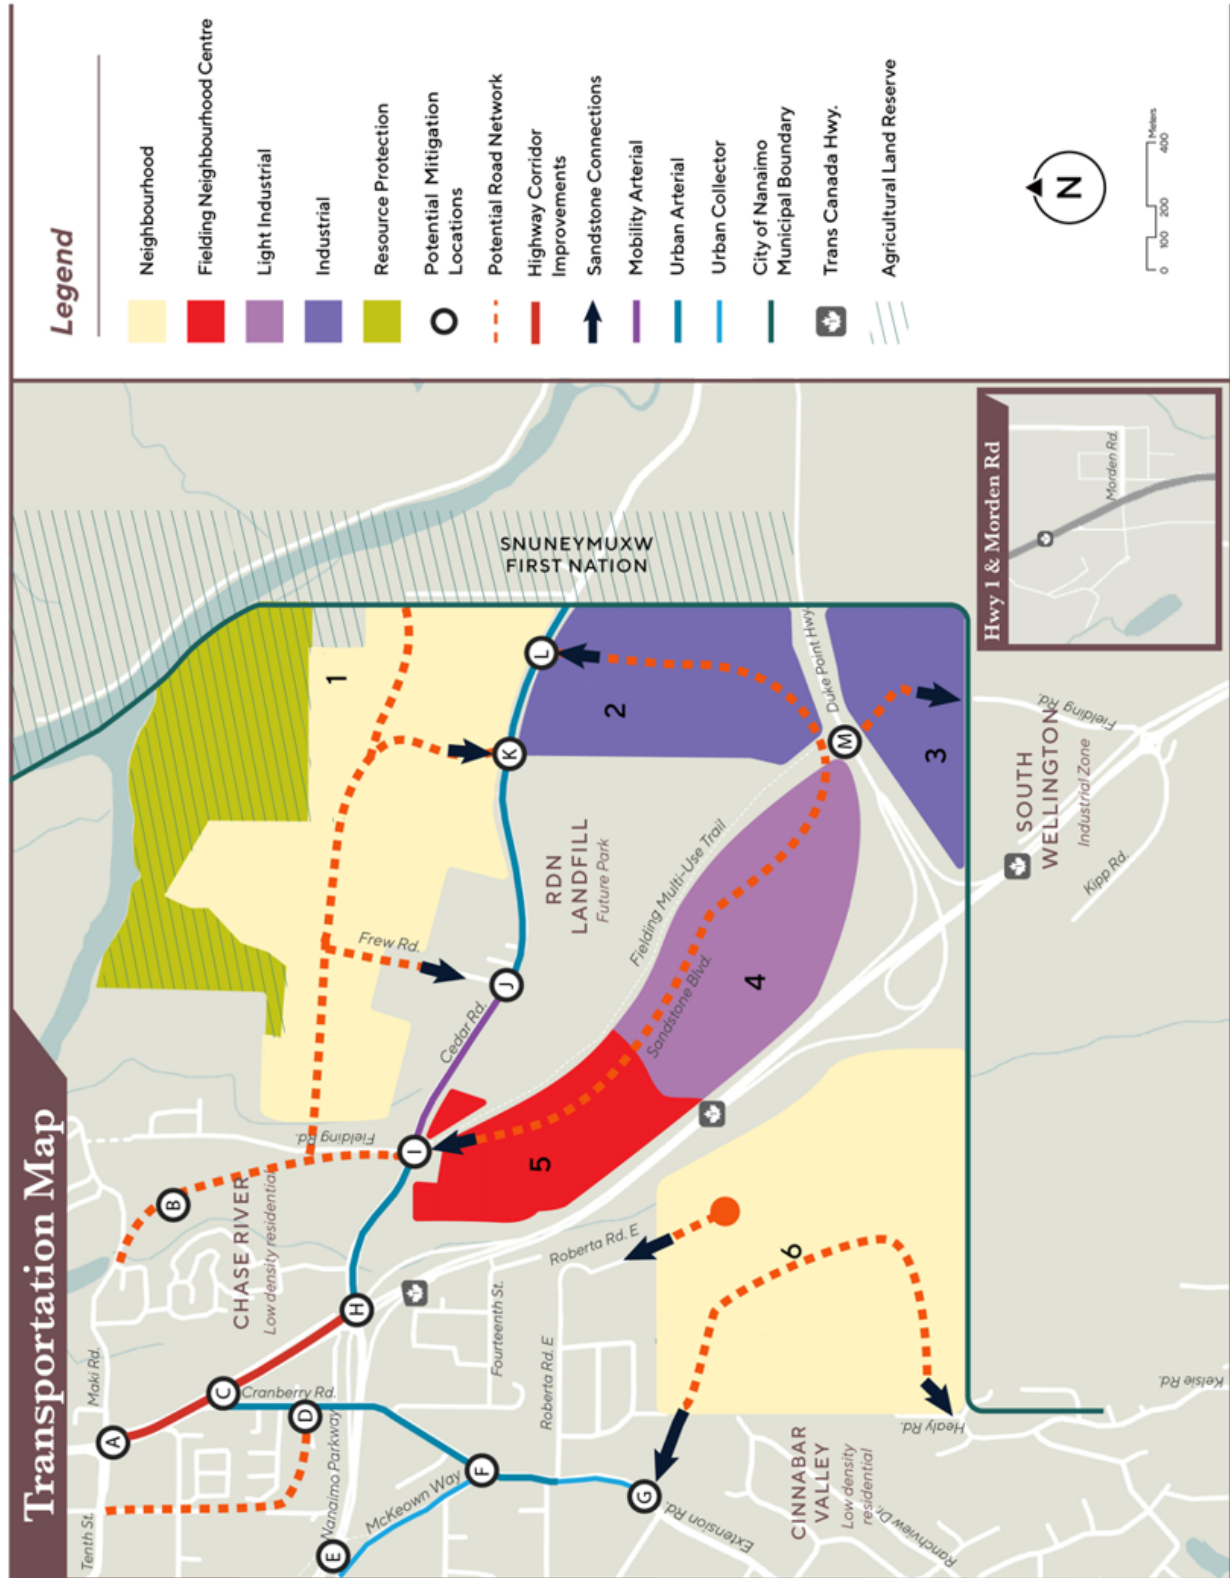 Transportation Map
Legend
Neighbourhood
Fielding Neighbourhood Centre
Light Industrial
Industrial
Resource Protection
Potential Mitigation
Locations
Potential Road Network
Highway Corridor
Improvements
Sandstone Connections
Mobility Arterial
Urban Arterial
Urban Collector
City of Nanaimo
Municipal Boundary
Trans Canada Hwy.
Agricultural Land Reserve
N
0 100 200 400
Meters
Tenth St.
Maki Rd.
A
B
C
D
E
F
G
H
I
J
K
L
M
CHASE RIVER
Low density residential
Cranberry Rd.
Nanaimo Parkway
McKeown Way
Fourteenth St.
Roberta Rd. E
Roberta Rd. E
Extension Rd.
Fielding Rd.
Cedar Rd.
Frew Rd.
RDN
LANDFILL
Future Park
Fielding Multi-Use Trail
Sandstone Blvd.
SNUNEYMUXW
FIRST NATION
Duke Point Hwy.
1
2
3
4
5
6
CINNABAR
VALLEY
Low density
residential
Ranchview Dr.
Healy Rd.
Kelsie Rd.
SOUTH
WELLINGTON
Industrial Zone
Fielding Rd.
Kipp Rd.
Hwy 1 & Morden Rd
Morden Rd.